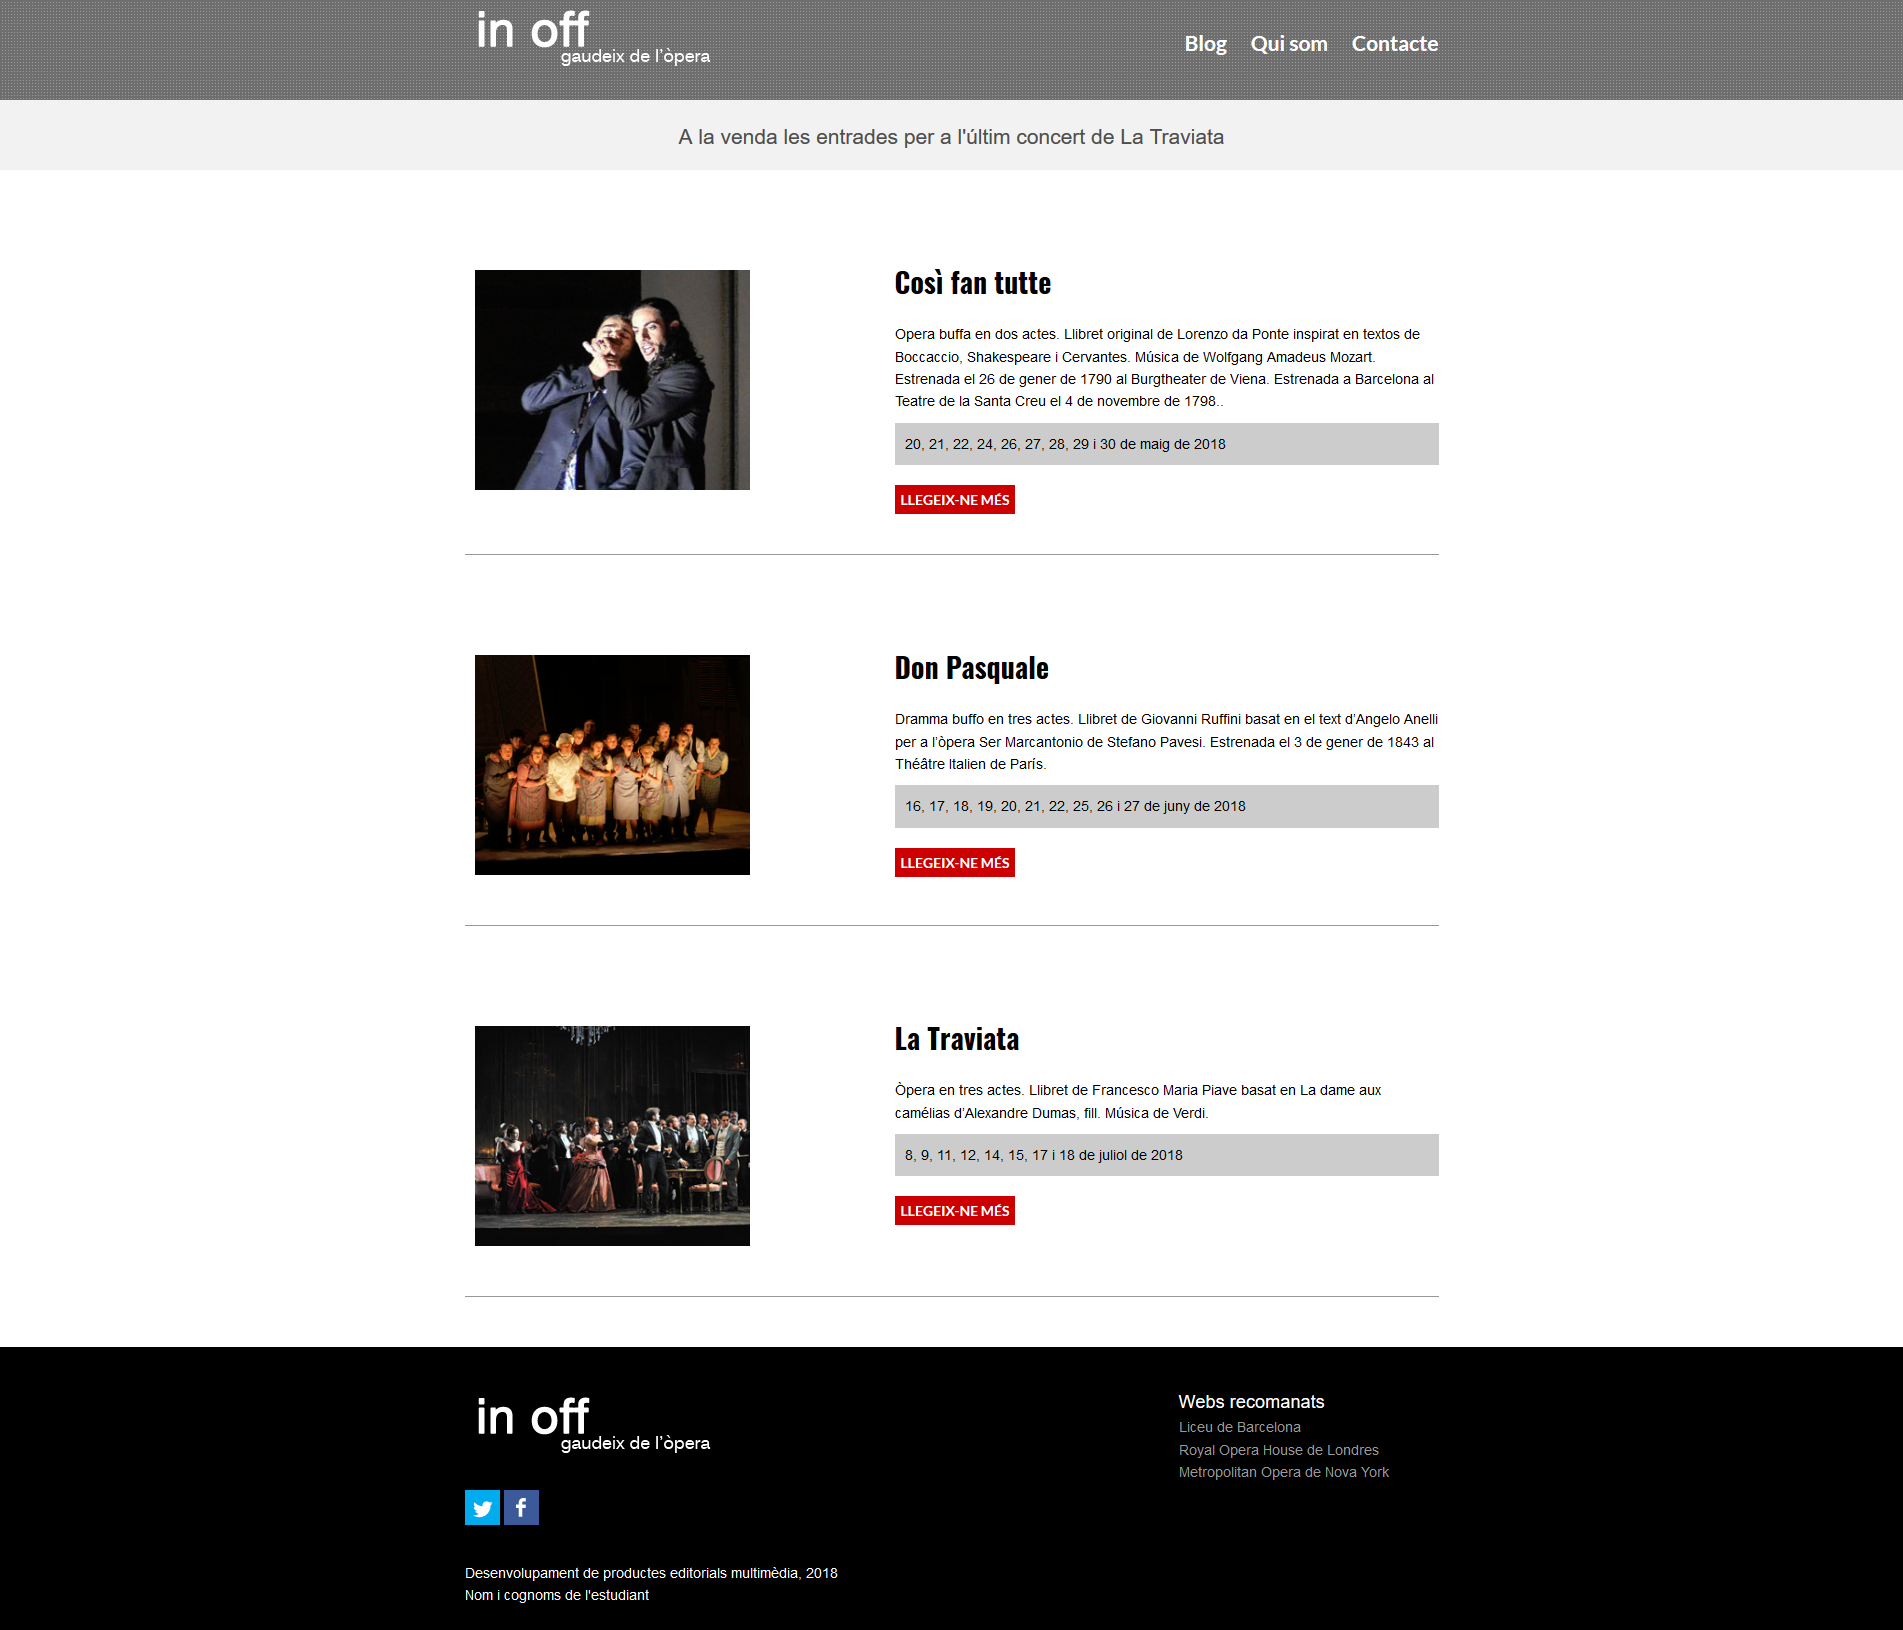 in off
gaudeix de l'òpera
Blog Qui som Contacte
A la venda les entrades per a l'últim concert de La Traviata
Così fan tutte
Opera buffa en dos actes. Llibret original de Lorenzo da Ponte inspirat en textos de
Boccaccio, Shakespeare i Cervantes. Música de Wolfgang Amadeus Mozart.
Estrenada el 26 de gener de 1790 al Burgtheater de Viena. Estrenada a Barcelona al
Teatre de la Santa Creu el 4 de novembre de 1798..
20, 21, 22, 24, 26, 27, 28, 29 i 30 de maig de 2018
LLEGEIX-NE MÉS
Don Pasquale
Dramma buffo en tres actes. Llibret de Giovanni Ruffini basat en el text d’Angelo Anelli
per a l’òpera Ser Marcantonio de Stefano Pavesi. Estrenada el 3 de gener de 1843 al
Théâtre Italien de París.
16, 17, 18, 19, 20, 21, 22, 25, 26 i 27 de juny de 2018
LLEGEIX-NE MÉS
La Traviata
Òpera en tres actes. Llibret de Francesco Maria Piave basat en La dame aux
camélias d’Alexandre Dumas, fill. Música de Verdi.
8, 9, 11, 12, 14, 15, 17 i 18 de juliol de 2018
LLEGEIX-NE MÉS
in off
gaudeix de l'òpera
Webs recomanats
Liceu de Barcelona
Royal Opera House de Londres
Metropolitan Opera de Nova York
Desenvolupament de productes editorials multimèdia, 2018
Nom i cognoms de l'estudiant